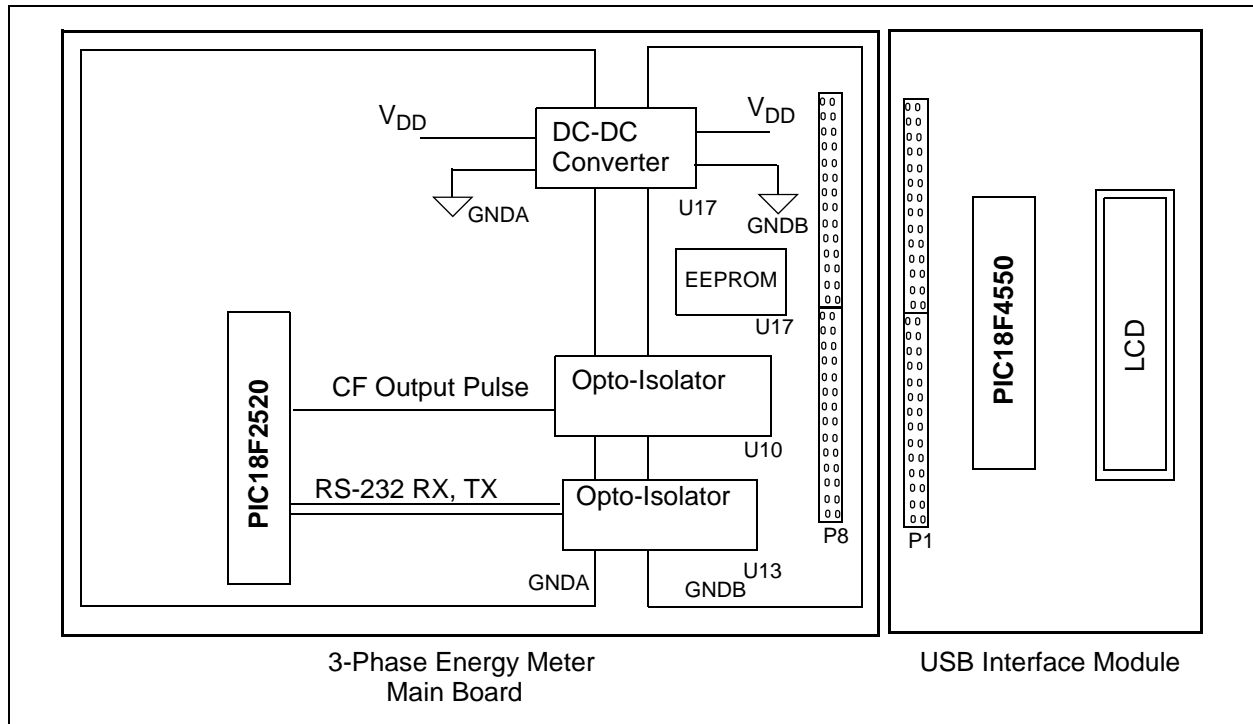 VDD
DC-DC
Converter
VDD
GNDA
U17
GNDB
EEPROM
U17
PIC18F2520
CF Output Pulse
Opto-Isolator
U10
RS-232 RX, TX
Opto-Isolator
U13
GNDA
GNDB
P8
P1
PIC18F4550
LCD
3-Phase Energy Meter
Main Board
USB Interface Module